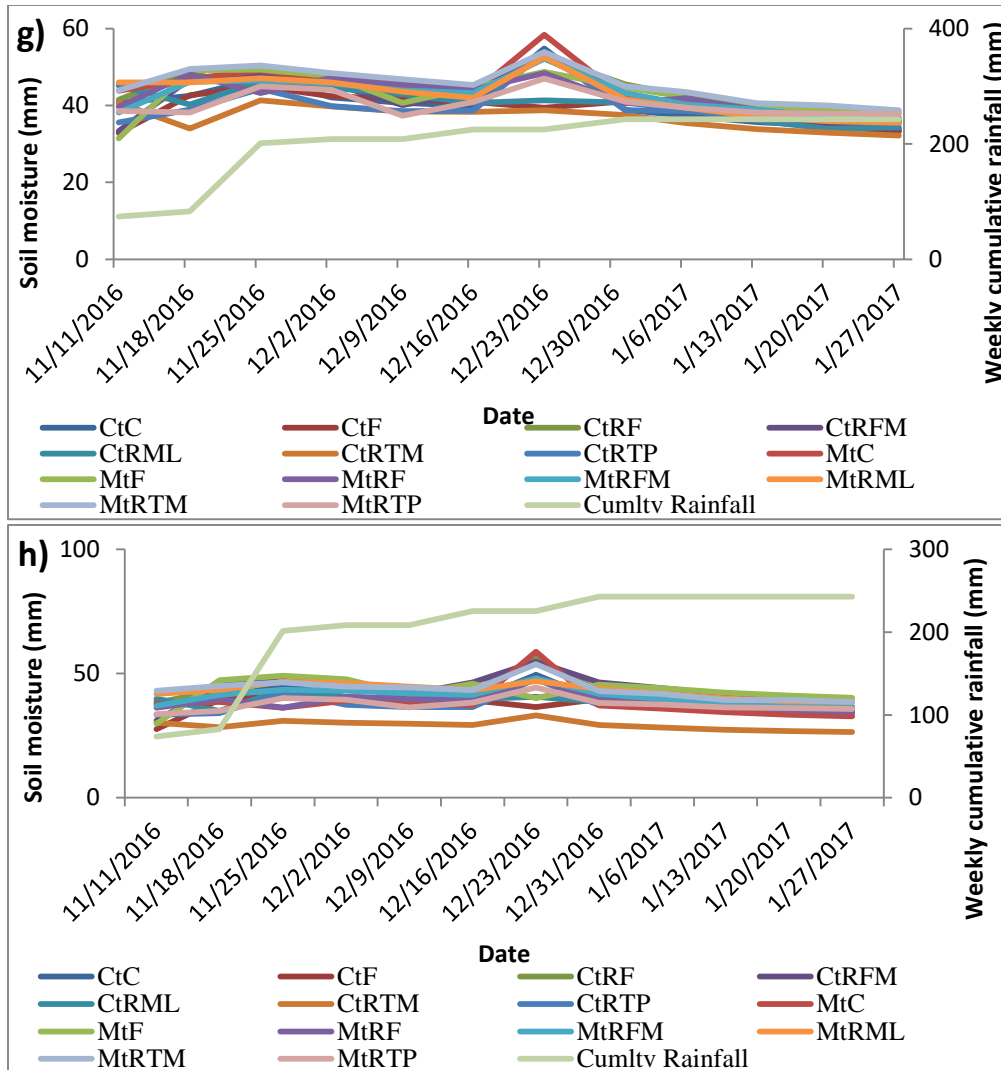 g)
60
40
20
0
Soil moisture (mm)
400
200
0
Weekly cumulative rainfall (mm)
11/11/2016
11/18/2016
11/25/2016
12/2/2016
12/9/2016
12/16/2016
12/23/2016
12/30/2016
1/6/2017
1/13/2017
1/20/2017
1/27/2017
Date
CtC CtF CtRF CtRFM
CtRML CtRTM CtRTP MtC
MtF MtRF MtRFM MtRML
MtRTM MtRTP Cumltv Rainfall
h)
100
50
0
Soil moisture (mm)
300
200
100
0
Weekly cumulative rainfall (mm)
11/11/2016
11/18/2016
11/25/2016
12/2/2016
12/9/2016
12/16/2016
12/23/2016
12/31/2016
1/6/2017
1/13/2017
1/20/2017
1/27/2017
Date
CtC CtF CtRF CtRFM
CtRML CtRTM CtRTP MtC
MtF MtRF MtRFM MtRML
MtRTM MtRTP Cumltv Rainfall